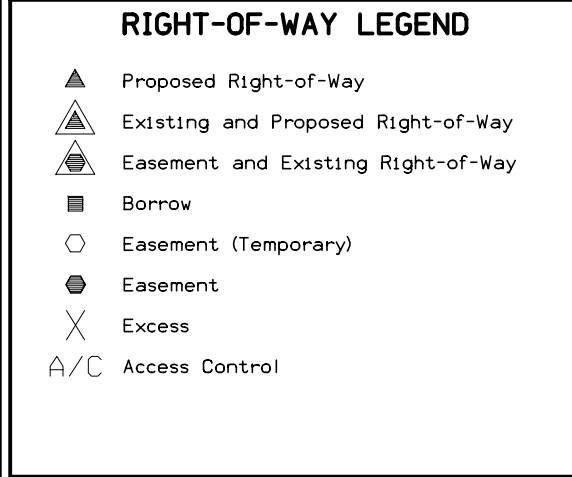 RIGHT-OF-WAY LEGEND
Proposed Right-of-Way
Existing and Proposed Right-of-Way
Easement and Existing Right-of-Way
Borrow
Easement (Temporary)
Easement
X Excess
A/C Access Control